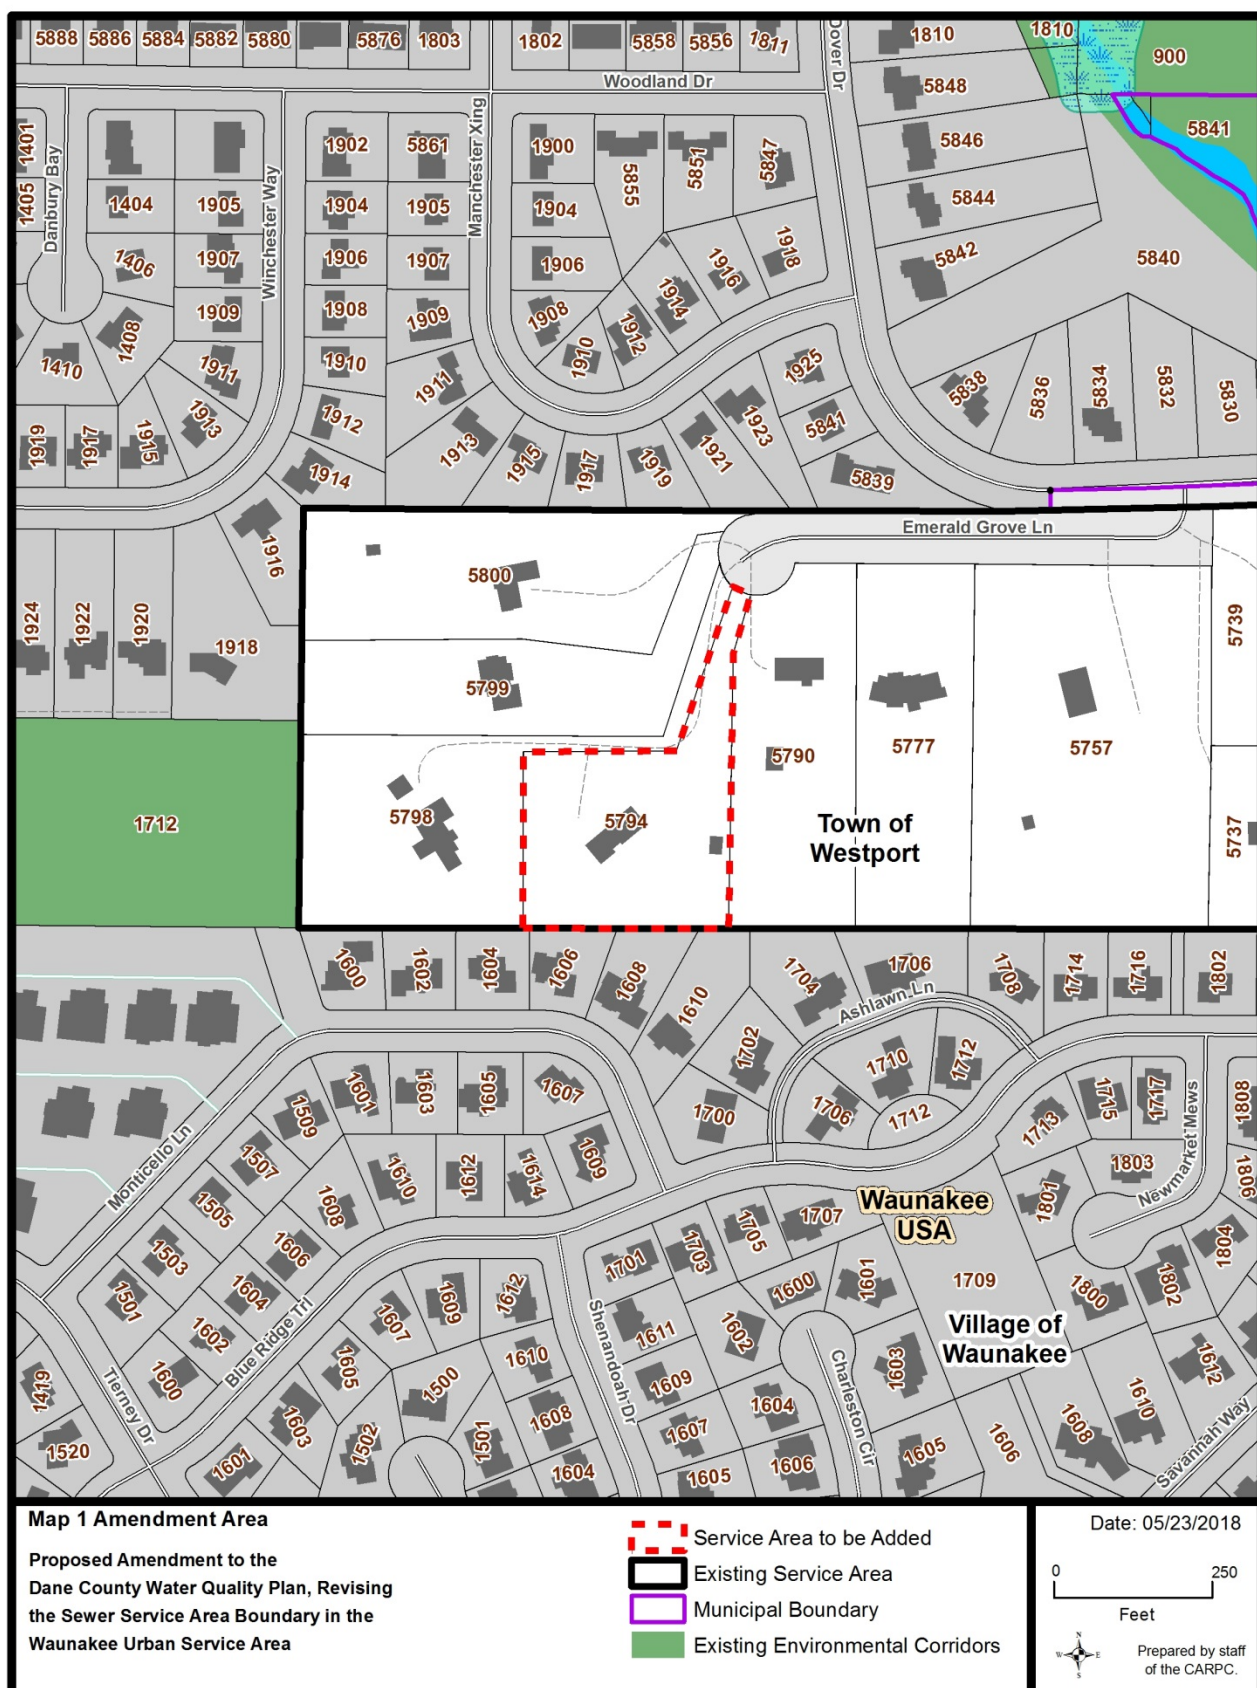 5888 5886 5884 5882 5880 5876 1803 1802 5858 5856 1811 1810 1810 900
Woodland Dr
Dover Dr
5848
5841
1401 1902 5861 1900 5855 5851 5847 5846
Danbury Bay
Winchester Way
Manchester Xing
1405 1404 1905 1904 1905 1904 5844
1406 1907 1906 1907 1906 1916 1918 5842 5840
1408 1909 1908 1909 1908 1910 1912 1914
1410 1911 1910 1911 1925 5838 5836 5834 5832 5830
1919 1917 1915 1913 1912 1913 1915 1917 1919 1921 1923 5841
1914 5839
1916
Emerald Grove Ln
5800
1924 1922 1920 1918 5739
5799
5790 5777 5757
1712 5798 5794 5737
Town of
Westport
1600 1602 1604 1606 1608 1610 1704 1706 1708 1714 1716 1802
Ashlawn Ln
1702 1710 1712
1509 1601 1603 1605 1607 1700 1706 1712 1713 1715 1717 1808
Monticello Ln
Newmarket Mews
1507 1608 1610 1612 1614 1609 1803 1806
1505 1801
1503 1606 1701 1703 1705 1707 1804
Waunakee
USA
1501 1604 1607 1609 1612 1600 1601 1709 1800 1802
1602 1611 1602
Village of
Waunakee
Blue Ridge Trl
Shenandoah Dr
Charleston Cir
Tierney Dr
1419 1600 1605 1500 1610 1609 1603 1612
1520 1601 1603 1502 1501 1608 1607 1604 1608 1610
1604 1605 1606 1605 1606
Savannah Way
Map 1 Amendment Area
Proposed Amendment to the
Dane County Water Quality Plan, Revising
the Sewer Service Area Boundary in the
Waunakee Urban Service Area
Service Area to be Added
Existing Service Area
Municipal Boundary
Existing Environmental Corridors
Date: 05/23/2018
0 250
Feet
N
W E
S
Prepared by staff
of the CARPC.